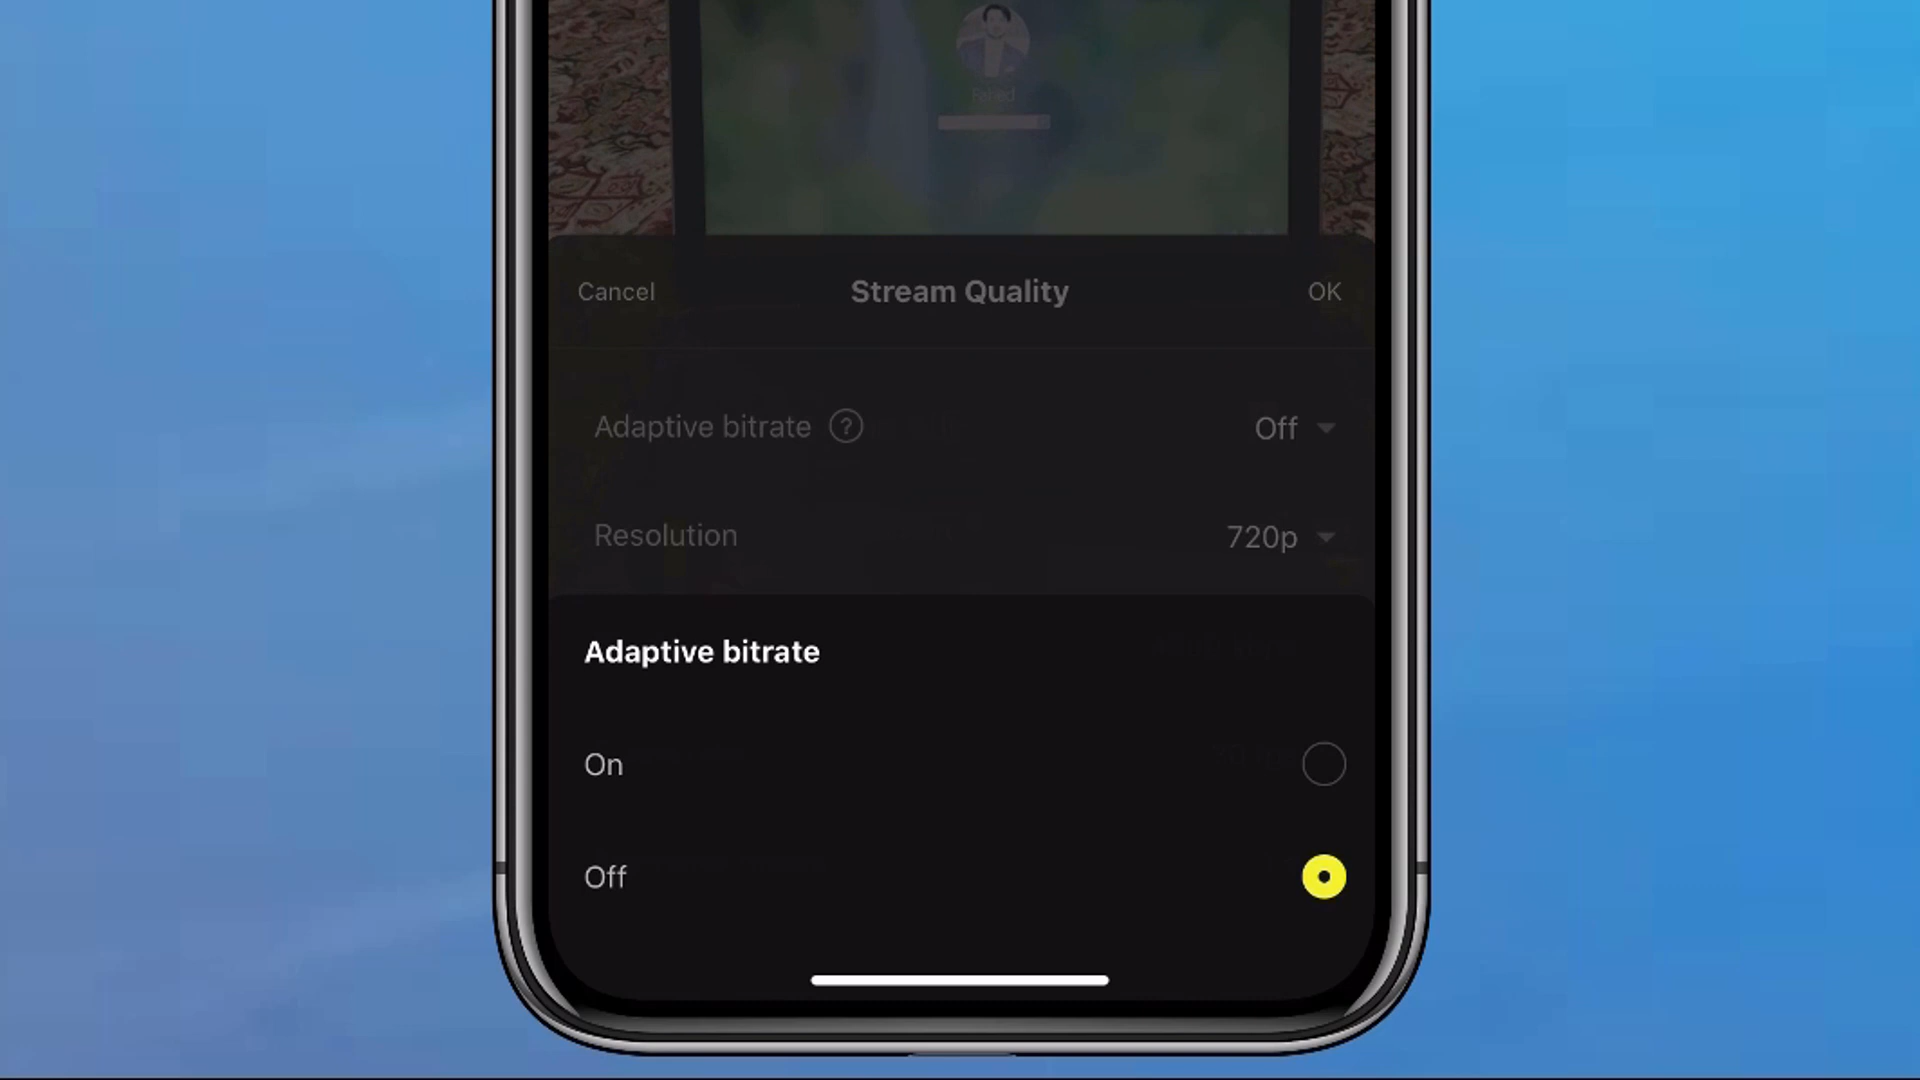 Cancel Stream Quality OK
Adaptive bitrate ? Off
Resolution 720p
Adaptive bitrate
On
Off